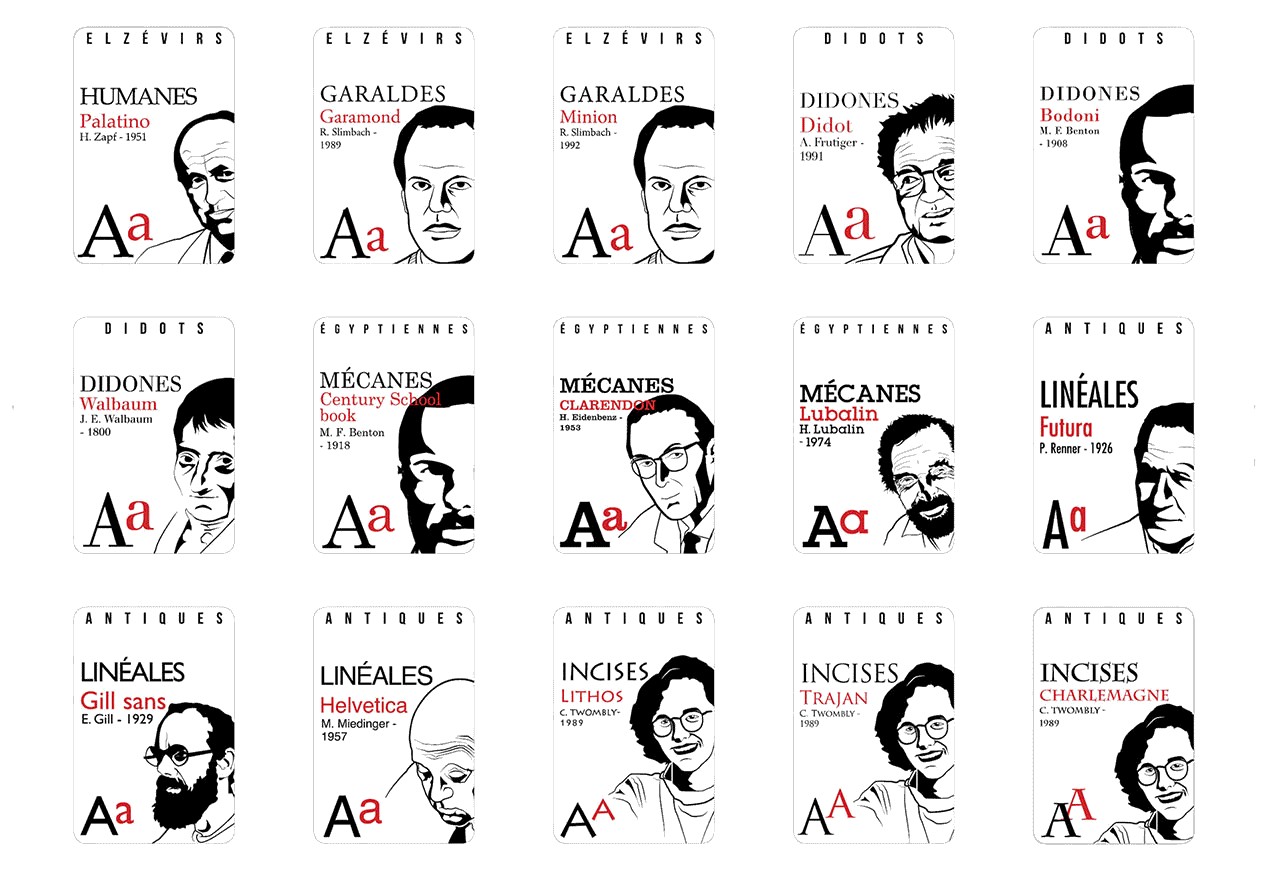 ELZÉVIRS
HUMANES
Palatino
H. Zapf - 1951
Aa
ELZÉVIRS
GARALDES
Garamond
R. Slimbach -
1989
Aa
ELZÉVIRS
GARALDES
Minion
R. Slimbach -
1992
Aa
DIDOTS
DIDONES
Didot
A. Frutiger -
1991
Aa
DIDOTS
DIDONES
Bodoni
M. F. Benton
- 1908
Aa
DIDOTS
DIDONES
Walbaum
J. E. Walbaum
- 1800
Aa
ÉGYPTIENNES
MÉCANES
Century School
book
M. F. Benton
- 1918
Aa
ÉGYPTIENNES
MÉCANES
CLARENDON
H. Eidenbenz -
1953
Aa
ÉGYPTIENNES
MÉCANES
Lubalin
H. Lubalin
- 1974
Aa
ANTIQUES
LINÉALES
Futura
P. Renner - 1926
Aa
ANTIQUES
LINÉALES
Gill sans
E. Gill - 1929
Aa
ANTIQUES
LINÉALES
Helvetica
M. Miedinger -
1957
Aa
ANTIQUES
INCISES
LITHOS
C. TWOMBLY-
1989
AA
ANTIQUES
INCISES
TRAJAN
C. TWOMBLY -
1989
AA
ANTIQUES
INCISES
CHARLEMAGNE
C. TWOMBLY -
1989
AA